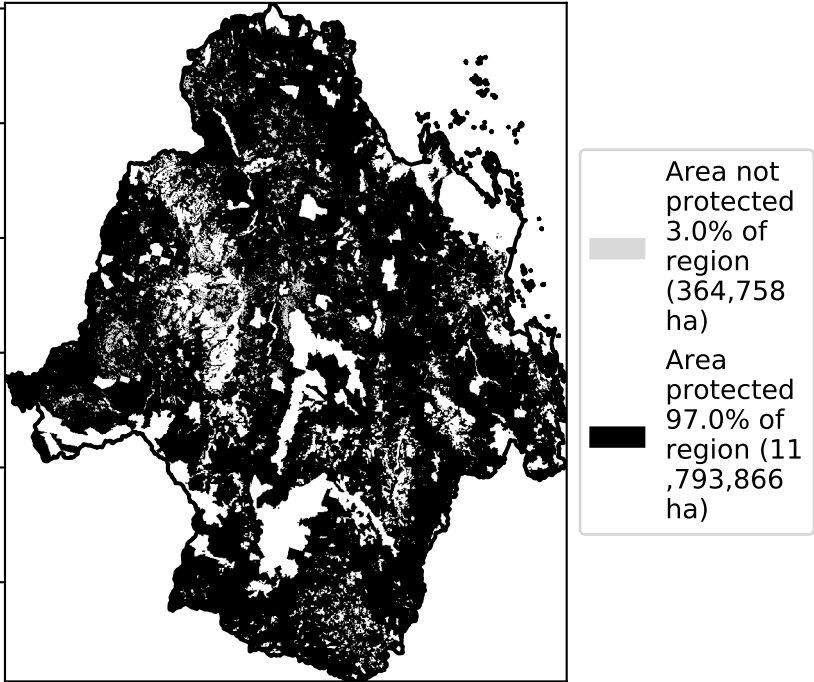 Area not
protected
3.0% of
region
(364,758
ha)
Area
protected
97.0% of
region (11
,793,866
ha)